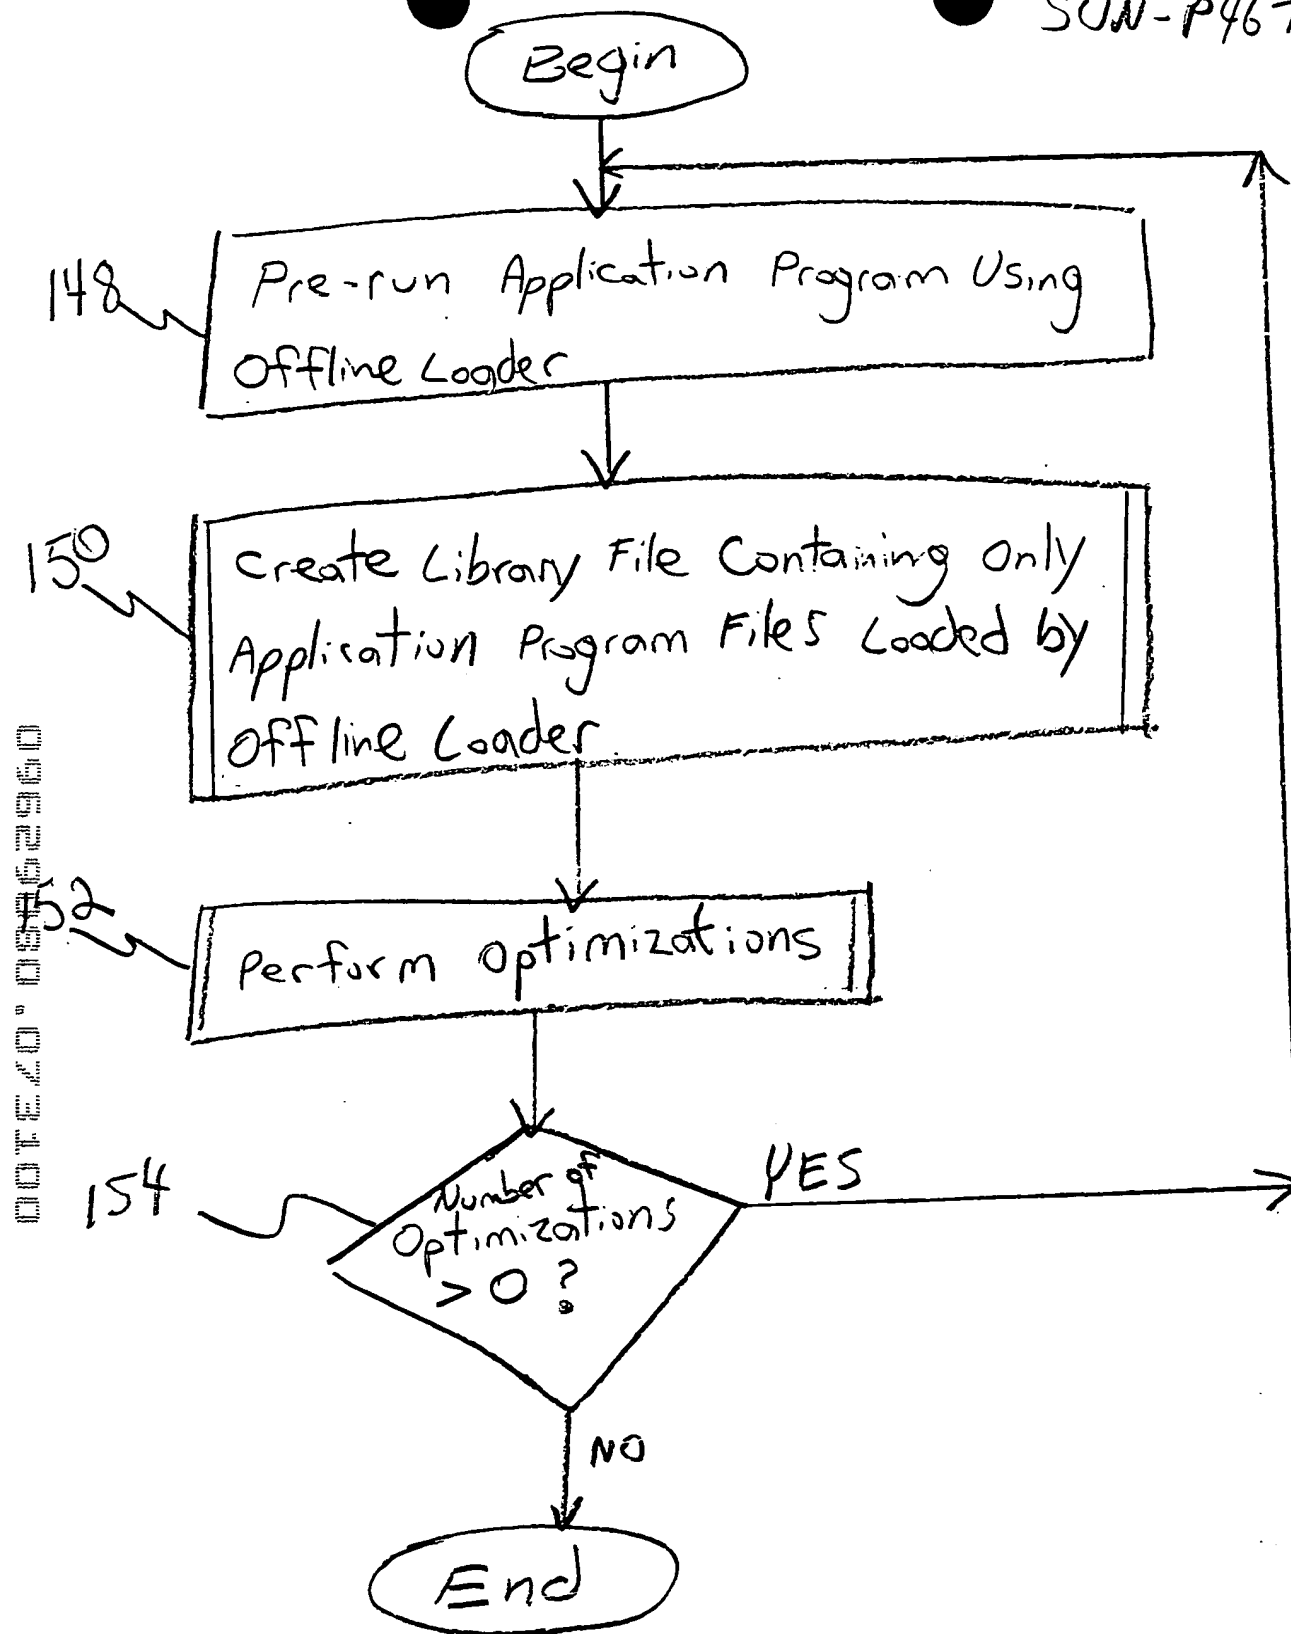 SUN-P467
Begin
148
Pre-run Application Program Using
Offline Loader
150
Create Library File Containing Only
Application Program Files Loaded by
Offline Loader
152
Perform Optimizations
154
Number of
Optimizations
> 0 ?
YES
NO
End